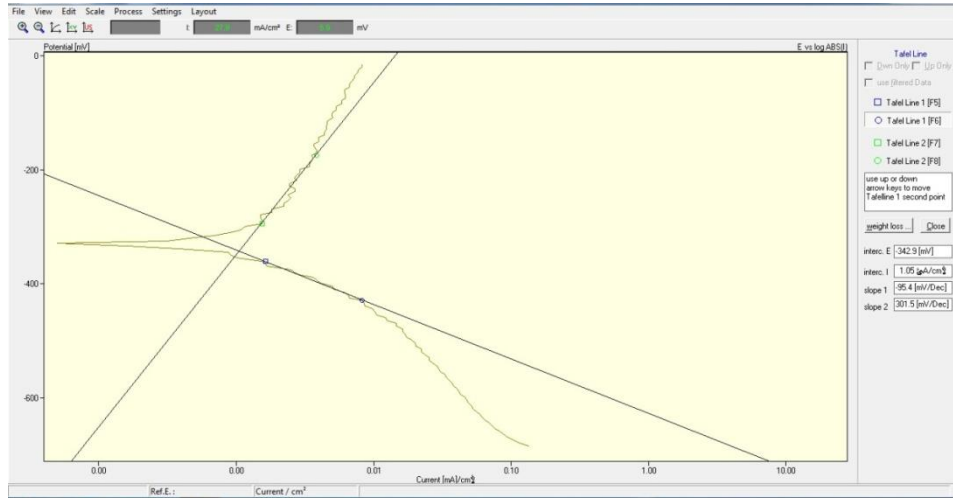 File View Edit Scale Process Settings Layout
I: mA/cm² E: mV
Potential [mV]
E vs log ABS(I)
0
-200
-400
-600
0.00 0.00 0.01 0.10 1.00 10.00
Current [mA]/cm²
Tafel Line
Down Only Up Only
use filtered Data
Tafel Line 1 [F5]
Tafel Line 1 [F6]
Tafel Line 2 [F7]
Tafel Line 2 [F8]
use up or down
arrow keys to move
Tafelline 1 second point
weight loss ... Close
interc. E -342.9 [mV]
interc. I 1.05
slope 1 -95.4 [mV/Dec]
slope 2 301.5 [mV/Dec]
Ref.E. : Current / cm²